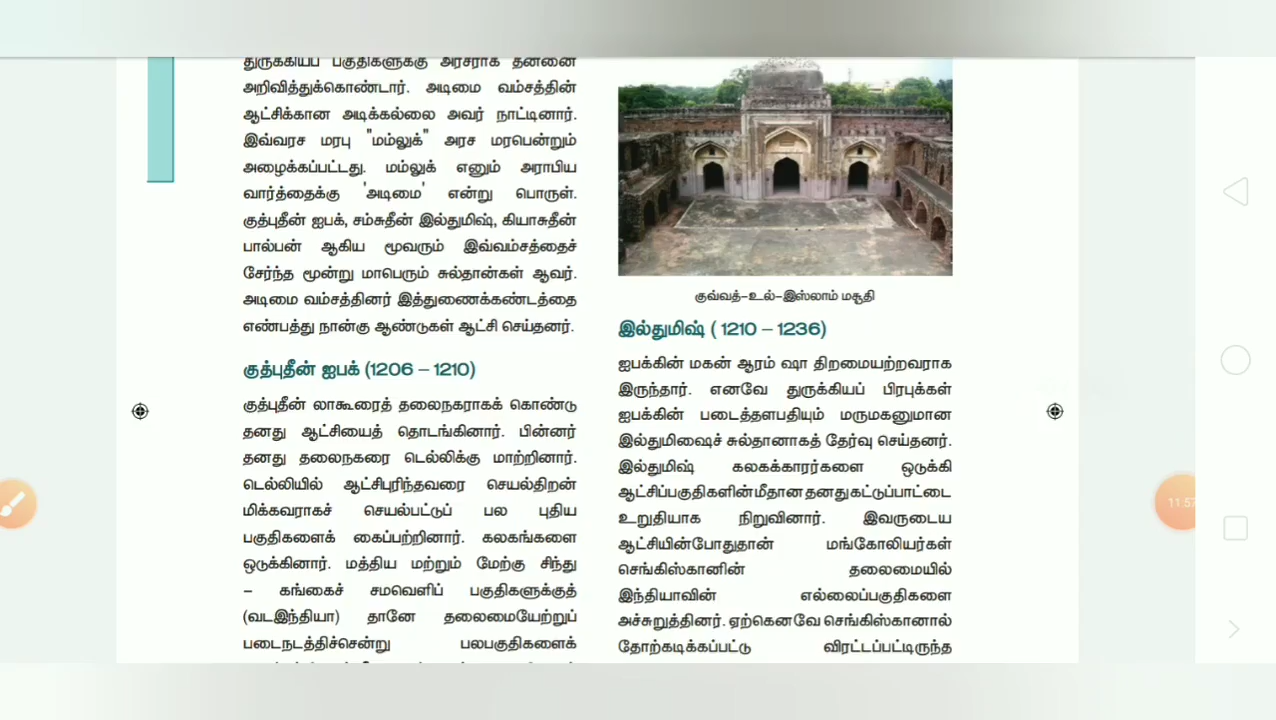 துருக்கியப் பகுதிகளுக்கு அரசராக தன்னை
அறிவித்துக்கொண்டார். அடிமை வம்சத்தின்
ஆட்சிக்கான அடிக்கல்லை அவர் நாட்டினார்.
இவ்வரச மரபு "மம்லுக்" அரச மரபென்றும்
அழைக்கப்பட்டது. மம்லுக் எனும் அராபிய
வார்த்தைக்கு 'அடிமை' என்று பொருள்.
குத்புதீன் ஐபக், சம்சுதீன் இல்துமிஷ், கியாசுதீன்
பால்பன் ஆகிய மூவரும் இவ்வம்சத்தைச்
சேர்ந்த மூன்று மாபெரும் சுல்தான்கள் ஆவர்.
அடிமை வம்சத்தினர் இத்துணைக்கண்டத்தை
எண்பத்து நான்கு ஆண்டுகள் ஆட்சி செய்தனர்.
குத்புதீன் ஐபக் (1206 – 1210)
குத்புதீன் லாகூரைத் தலைநகராகக் கொண்டு
தனது ஆட்சியைத் தொடங்கினார். பின்னர்
தனது தலைநகரை டெல்லிக்கு மாற்றினார்.
டெல்லியில் ஆட்சிபுரிந்தவரை செயல்திறன்
மிக்கவராகச் செயல்பட்டுப் பல புதிய
பகுதிகளைக் கைப்பற்றினார். கலகங்களை
ஒடுக்கினார். மத்திய மற்றும் மேற்கு சிந்து
– கங்கைச் சமவெளிப் பகுதிகளுக்குத்
(வடஇந்தியா) தானே தலைமையேற்றுப்
படைநடத்திச்சென்று பலபகுதிகளைக்
குவ்வத்-உல்-இஸ்லாம் மசூதி
இல்துமிஷ் ( 1210 – 1236)
ஐபக்கின் மகன் ஆரம் ஷா திறமையற்றவராக
இருந்தார். எனவே துருக்கியப் பிரபுக்கள்
ஐபக்கின் படைத்தளபதியும் மருமகனுமான
இல்துமிஷைச் சுல்தானாகத் தேர்வு செய்தனர்.
இல்துமிஷ் கலகக்காரர்களை ஒடுக்கி
ஆட்சிப்பகுதிகளின்மீதான தனது கட்டுப்பாட்டை
உறுதியாக நிறுவினார். இவருடைய
ஆட்சியின்போதுதான் மங்கோலியர்கள்
செங்கிஸ்கானின் தலைமையில்
இந்தியாவின் எல்லைப்பகுதிகளை
அச்சுறுத்தினர். ஏற்கெனவே செங்கிஸ்கானால்
தோற்கடிக்கப்பட்டு விரட்டப்பட்டிருந்த
11:57